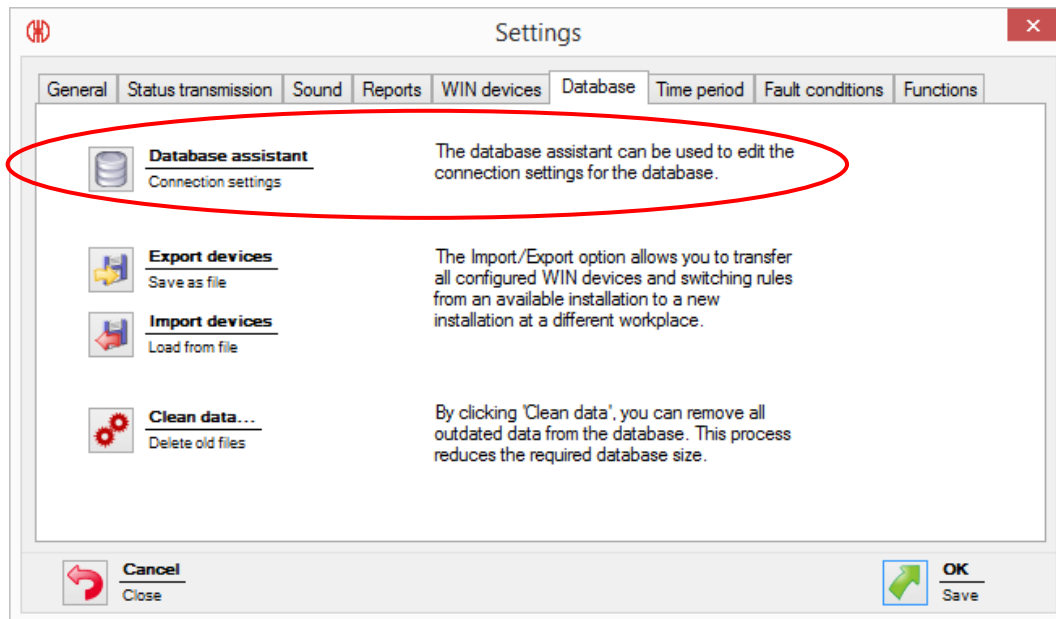 Settings
General Status transmission Sound Reports WIN devices Database Time period Fault conditions Functions
Database assistant
Connection settings
The database assistant can be used to edit the
connection settings for the database.
Export devices
Save as file
Import devices
Load from file
The Import/Export option allows you to transfer
all configured WIN devices and switching rules
from an available installation to a new
installation at a different workplace.
Clean data...
Delete old files
By clicking 'Clean data', you can remove all
outdated data from the database. This process
reduces the required database size.
Cancel
Close
OK
Save